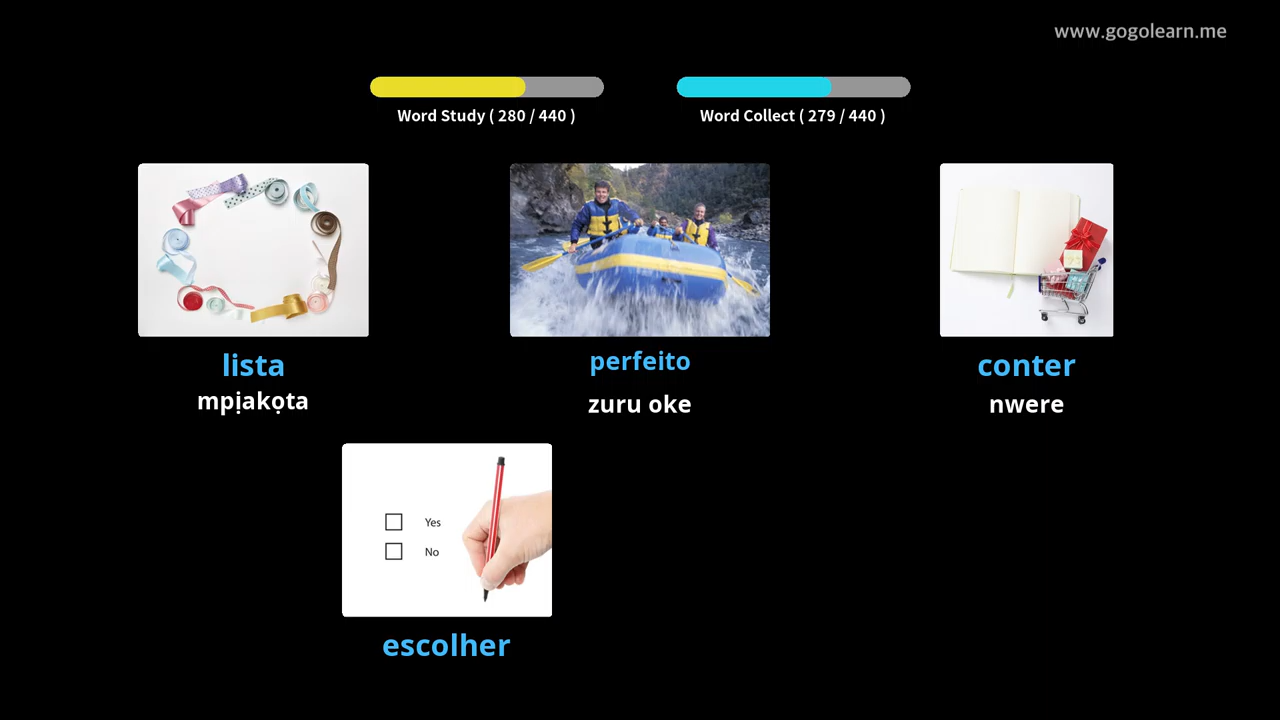 www.gogolearn.me
Word Study ( 280 / 440 )
Word Collect ( 279 / 440 )
lista
mpịakọta
perfeito
zuru oke
conter
nwere
Yes
No
escolher